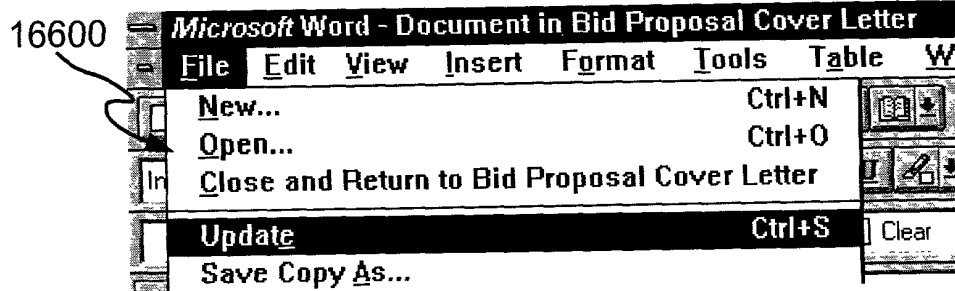 16600
Microsoft Word - Document in Bid Proposal Cover Letter
File Edit View Insert Format Tools Table W
New... Ctrl+N
Open... Ctrl+O
In
Close and Return to Bid Proposal Cover Letter
U
Update Ctrl+S
Clear
Save Copy As...